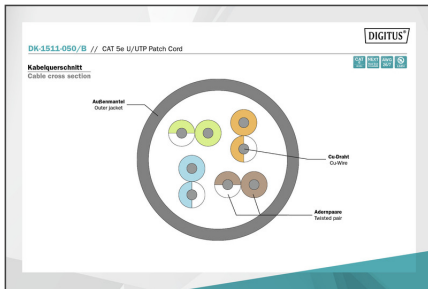 DIGITUS
DK-1511-050/B // CAT 5e U/UTP Patch Cord
Kabelquerschnitt
Cable cross section
Außenmantel
Outer jacket
Cu-Draht
Cu-Wire
Adernpaare
Twisted pair